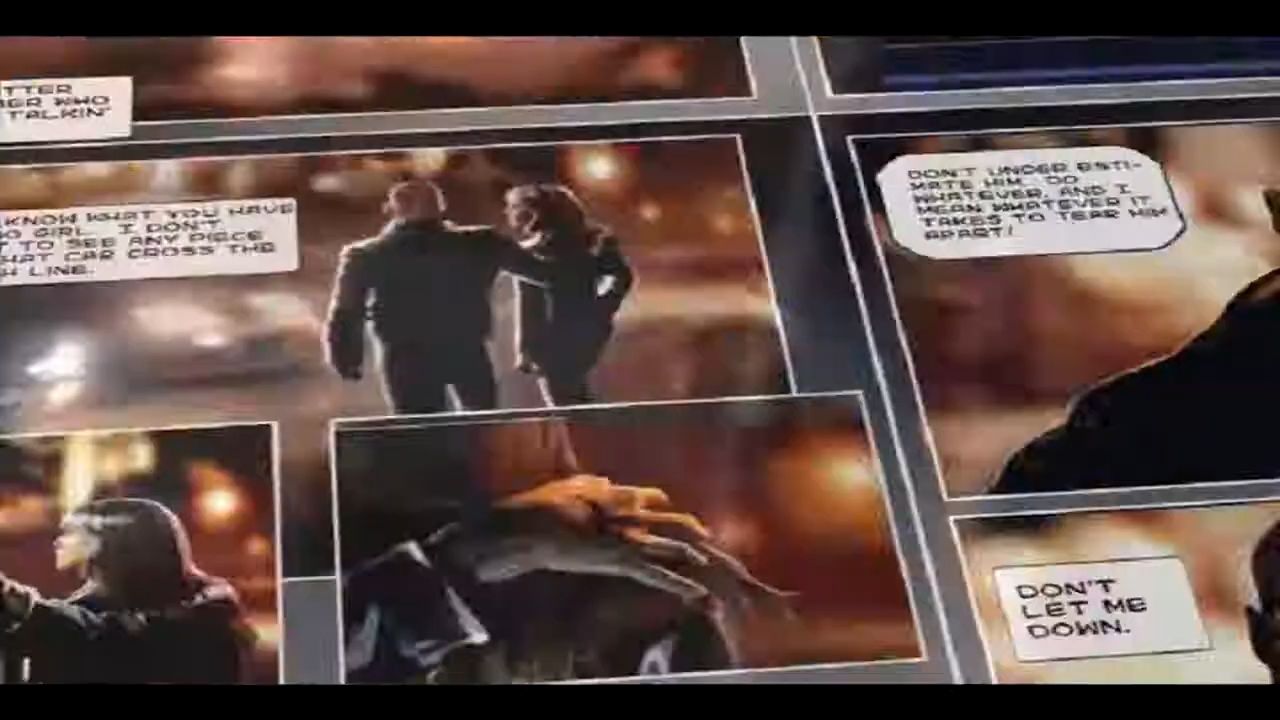 TTER
BER WHO
TALKIN'
KNOW WHAT YOU HAVE
O GIRL. I DON'T
T TO SEE ANY PIECE
HAT CAR CROSS THE
H LINE.
DON'T UNDER ESTI-
MATE HIM. DO
WHATEVER, AND I
MEAN WHATEVER IT
TAKES TO TEAR HIM
APART!
DON'T
LET ME
DOWN.